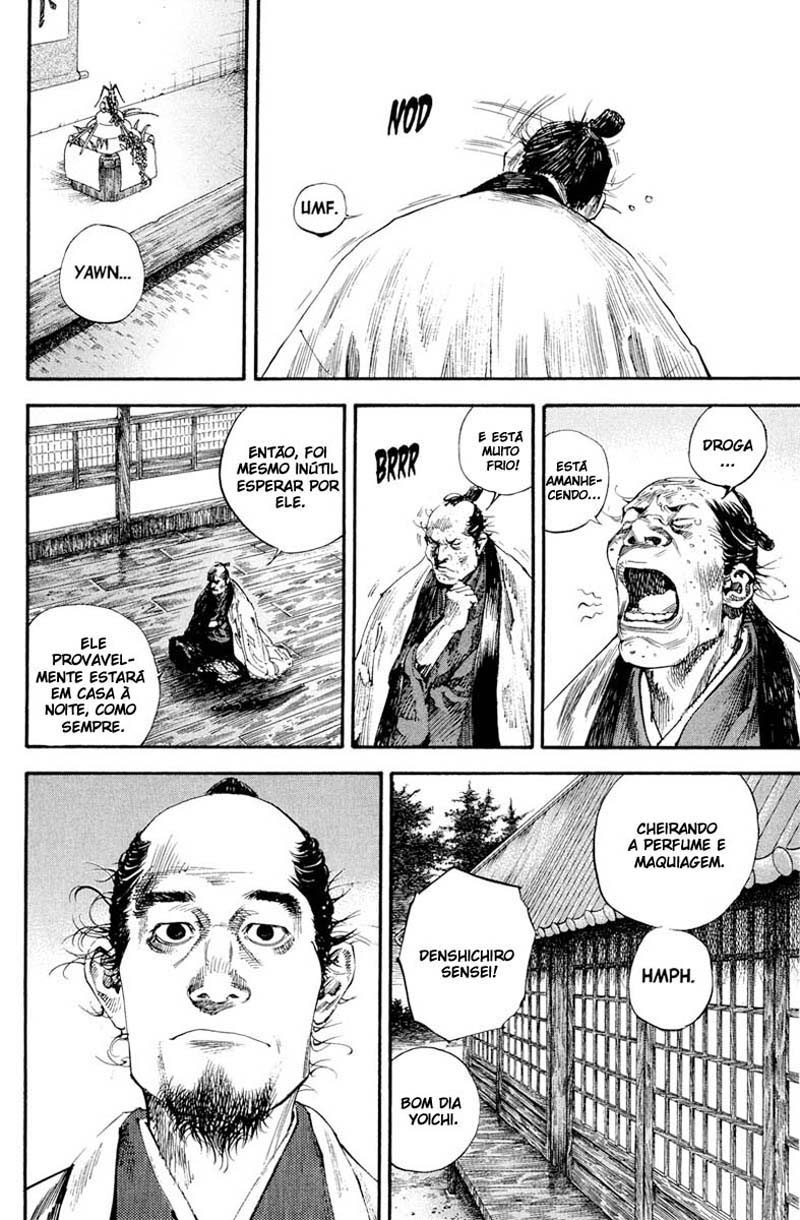 NOD
UMF.
YAWN...
DROGA
...
ESTÁ
AMANHE-
CENDO...
E ESTÁ
MUITO
FRIO!
BRRR
ENTÃO, FOI
MESMO INÚTIL
ESPERAR POR
ELE.
ELE
PROVAVEL-
MENTE ESTARÁ
EM CASA À
NOITE, COMO
SEMPRE.
CHEIRANDO
A PERFUME E
MAQUIAGEM.
HMPH.
DENSHICHIRO
SENSEI!
BOM DIA
YOICHI.